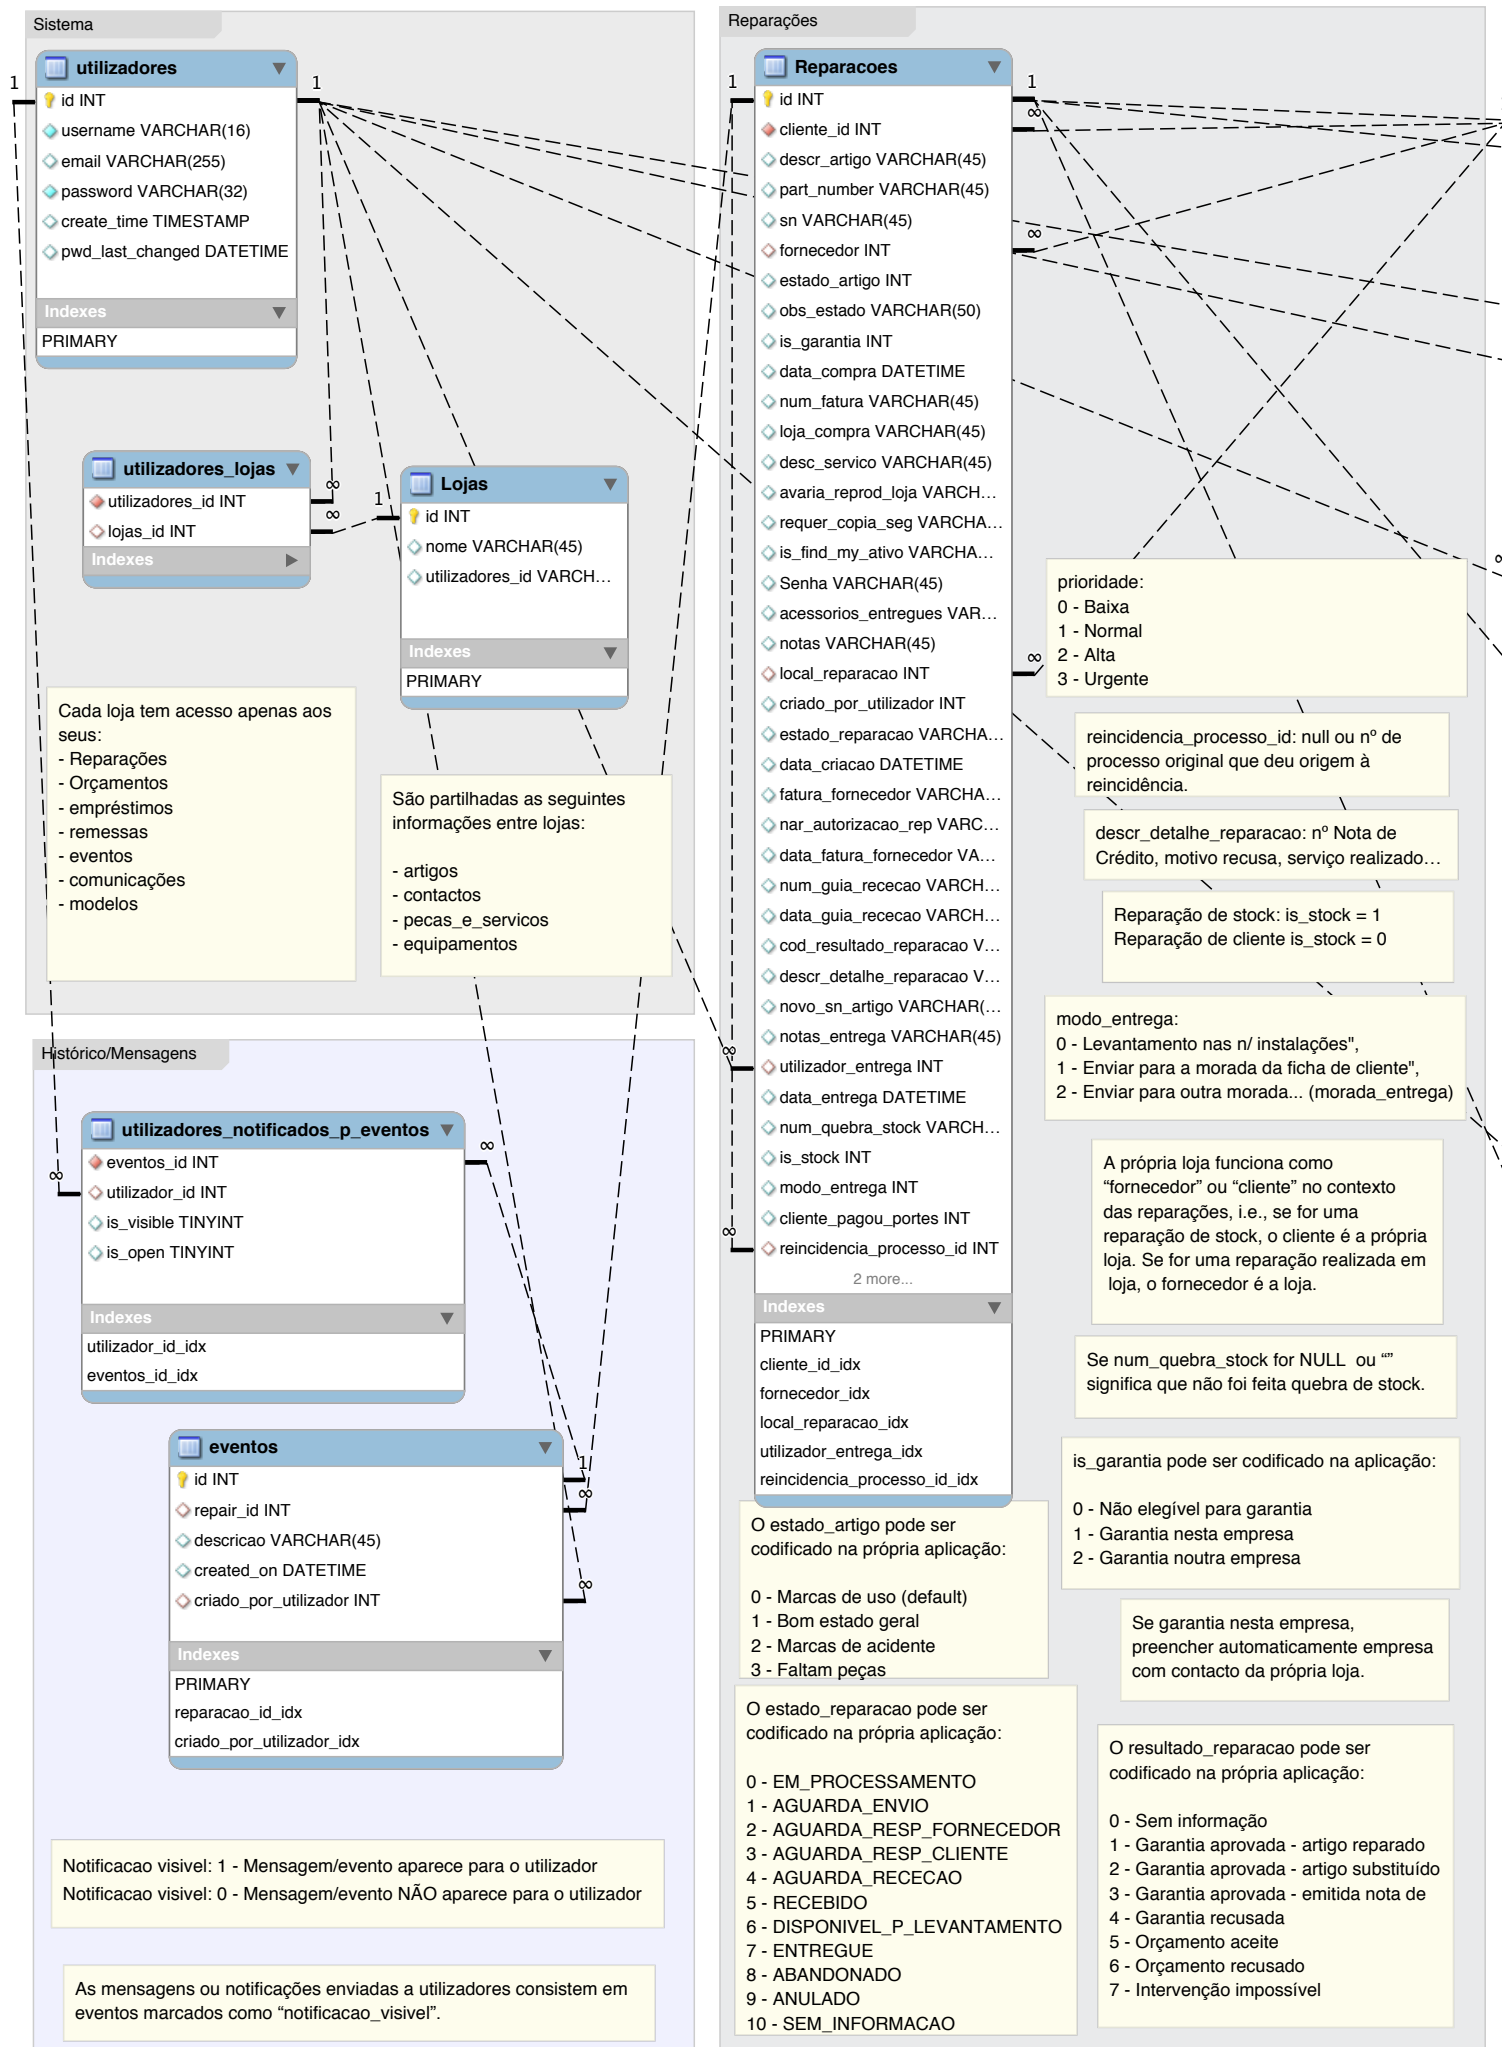 Sistema
utilizadores
1
1
id INT
username VARCHAR(16)
email VARCHAR(255)
password VARCHAR(32)
create_time TIMESTAMP
pwd_last_changed DATETIME
Indexes
PRIMARY
utilizadores_lojas
utilizadores_id INT
∞
lojas_id INT
∞
Indexes
Lojas
1
id INT
nome VARCHAR(45)
utilizadores_id VARCH...
Indexes
PRIMARY
Cada loja tem acesso apenas aos
seus:
- Reparações
- Orçamentos
- empréstimos
- remessas
- eventos
- comunicações
- modelos
São partilhadas as seguintes
informações entre lojas:
- artigos
- contactos
- pecas_e_servicos
- equipamentos
Histórico/Mensagens
utilizadores_notificados_p_eventos
∞
eventos_id INT
∞
utilizador_id INT
is_visible TINYINT
is_open TINYINT
Indexes
utilizador_id_idx
eventos_id_idx
eventos
1
id INT
∞
repair_id INT
descricao VARCHAR(45)
created_on DATETIME
∞
criado_por_utilizador INT
Indexes
PRIMARY
reparacao_id_idx
criado_por_utilizador_idx
Notificacao visivel: 1 - Mensagem/evento aparece para o utilizador
Notificacao visivel: 0 - Mensagem/evento NÃO aparece para o utilizador
As mensagens ou notificações enviadas a utilizadores consistem em
eventos marcados como “notificacao_visivel”.
Reparações
Reparacoes
1
1
id INT
∞
cliente_id INT
descr_artigo VARCHAR(45)
part_number VARCHAR(45)
sn VARCHAR(45)
∞
fornecedor INT
estado_artigo INT
obs_estado VARCHAR(50)
is_garantia INT
data_compra DATETIME
num_fatura VARCHAR(45)
loja_compra VARCHAR(45)
desc_servico VARCHAR(45)
avaria_reprod_loja VARCH...
requer_copia_seg VARCHA...
is_find_my_ativo VARCHA...
Senha VARCHAR(45)
acessorios_entregues VAR...
notas VARCHAR(45)
∞
local_reparacao INT
criado_por_utilizador INT
estado_reparacao VARCHA...
data_criacao DATETIME
fatura_fornecedor VARCHA...
nar_autorizacao_rep VARC...
data_fatura_fornecedor VA...
num_guia_rececao VARCH...
data_guia_rececao VARCH...
cod_resultado_reparacao V...
descr_detalhe_reparacao V...
novo_sn_artigo VARCHAR(...
notas_entrega VARCHAR(45)
∞
utilizador_entrega INT
data_entrega DATETIME
num_quebra_stock VARCH...
is_stock INT
modo_entrega INT
cliente_pagou_portes INT
∞
reincidencia_processo_id INT
2 more...
Indexes
PRIMARY
cliente_id_idx
fornecedor_idx
local_reparacao_idx
utilizador_entrega_idx
reincidencia_processo_id_idx
O estado_artigo pode ser
codificado na própria aplicação:
0 - Marcas de uso (default)
1 - Bom estado geral
2 - Marcas de acidente
3 - Faltam peças
O estado_reparacao pode ser
codificado na própria aplicação:
0 - EM_PROCESSAMENTO
1 - AGUARDA_ENVIO
2 - AGUARDA_RESP_FORNECEDOR
3 - AGUARDA_RESP_CLIENTE
4 - AGUARDA_RECECAO
5 - RECEBIDO
6 - DISPONIVEL_P_LEVANTAMENTO
7 - ENTREGUE
8 - ABANDONADO
9 - ANULADO
10 - SEM_INFORMACAO
prioridade:
0 - Baixa
1 - Normal
2 - Alta
3 - Urgente
reincidencia_processo_id: null ou nº de
processo original que deu origem à
reincidência.
descr_detalhe_reparacao: nº Nota de
Crédito, motivo recusa, serviço realizado...
Reparação de stock: is_stock = 1
Reparação de cliente is_stock = 0
modo_entrega:
0 - Levantamento nas n/ instalações",
1 - Enviar para a morada da ficha de cliente",
2 - Enviar para outra morada... (morada_entrega)
A própria loja funciona como
“fornecedor” ou “cliente” no contexto
das reparações, i.e., se for uma
reparação de stock, o cliente é a própria
loja. Se for uma reparação realizada em
loja, o fornecedor é a loja.
Se num_quebra_stock for NULL ou “”
significa que não foi feita quebra de stock.
is_garantia pode ser codificado na aplicação:
0 - Não elegível para garantia
1 - Garantia nesta empresa
2 - Garantia noutra empresa
Se garantia nesta empresa,
preencher automaticamente empresa
com contacto da própria loja.
O resultado_reparacao pode ser
codificado na própria aplicação:
0 - Sem informação
1 - Garantia aprovada - artigo reparado
2 - Garantia aprovada - artigo substituído
3 - Garantia aprovada - emitida nota de
4 - Garantia recusada
5 - Orçamento aceite
6 - Orçamento recusado
7 - Intervenção impossível